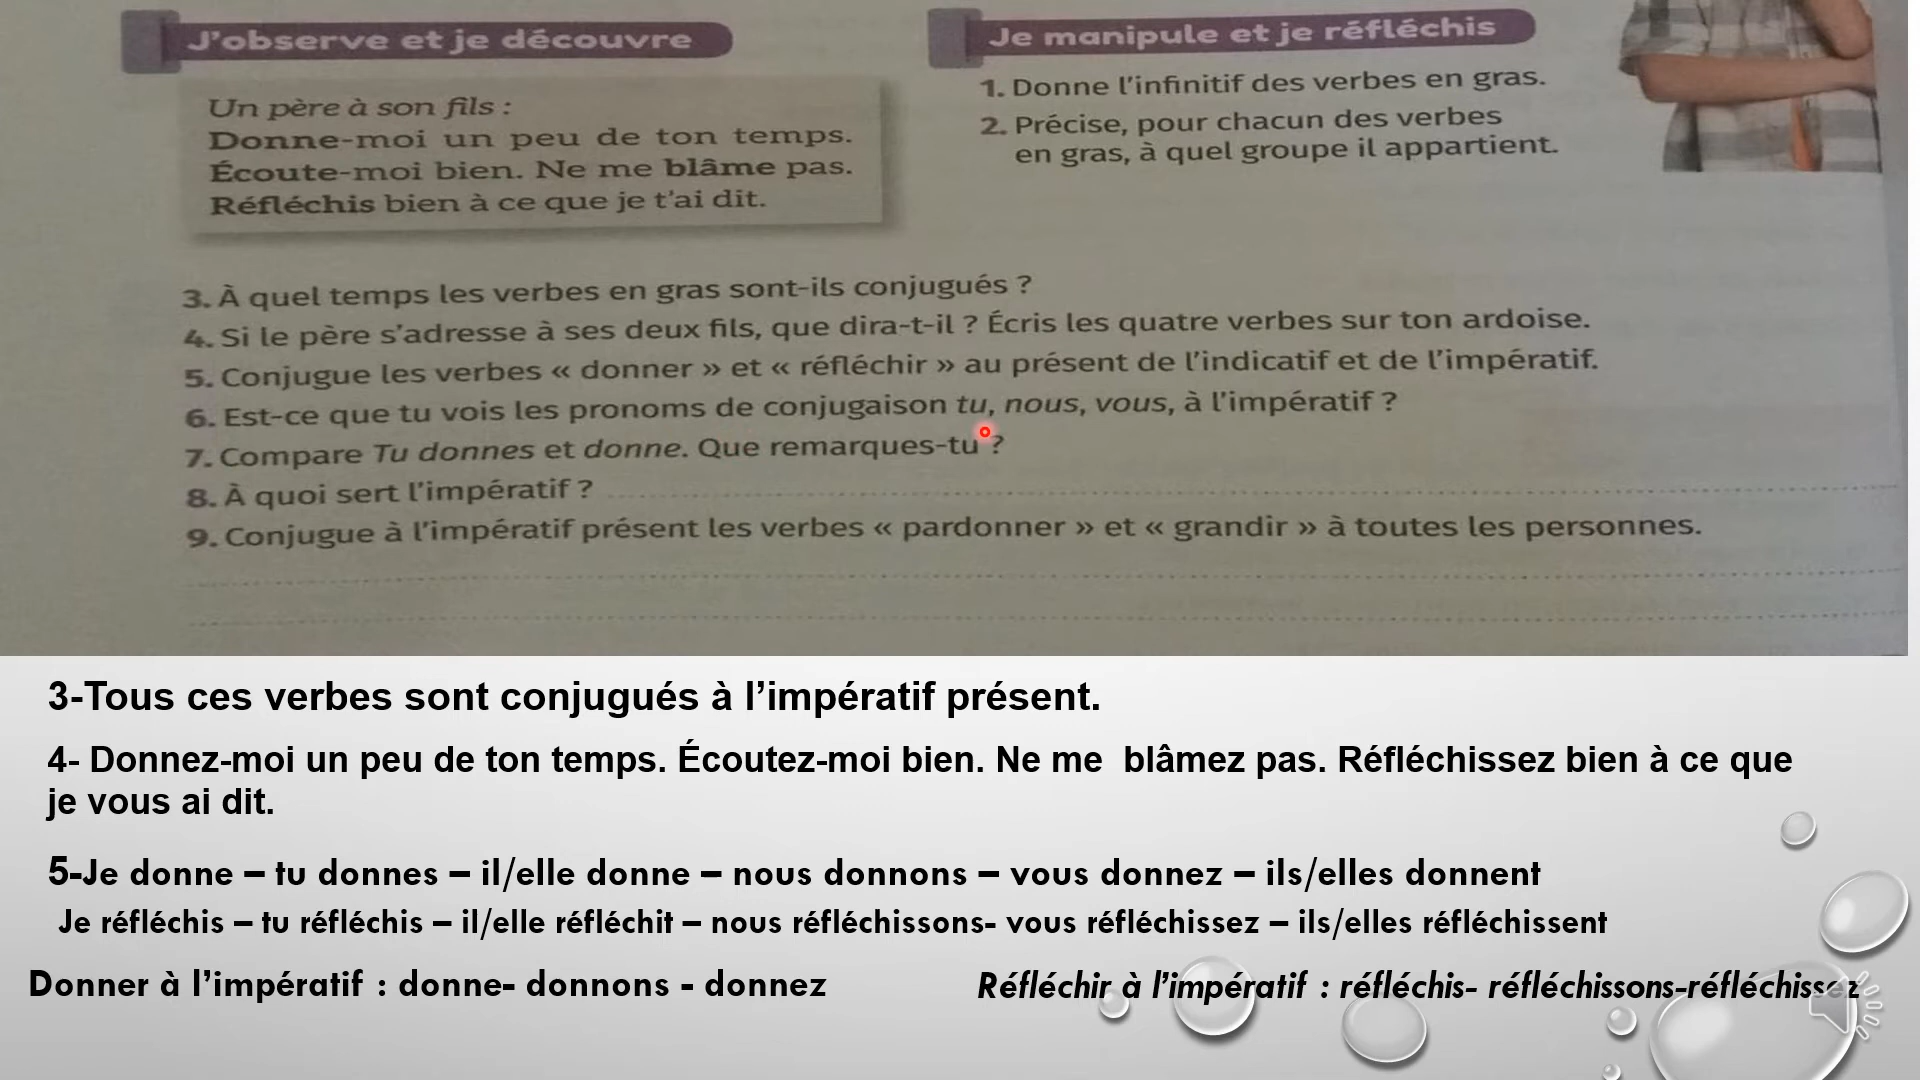 J'observe et je découvre
Un père à son fils :
Donne-moi un peu de ton temps.
Écoute-moi bien. Ne me blâme pas.
Réfléchis bien à ce que je t'ai dit.
Je manipule et je réfléchis
1. Donne l'infinitif des verbes en gras.
2. Précise, pour chacun des verbes
en gras, à quel groupe il appartient.
3. À quel temps les verbes en gras sont-ils conjugués ?
4. Si le père s'adresse à ses deux fils, que dira-t-il ? Écris les quatre verbes sur ton ardoise.
5. Conjugue les verbes « donner » et « réfléchir » au présent de l'indicatif et de l'impératif.
6. Est-ce que tu vois les pronoms de conjugaison tu, nous, vous, à l'impératif ?
7. Compare Tu donnes et donne. Que remarques-tu ?
8. À quoi sert l'impératif ?
9. Conjugue à l'impératif présent les verbes « pardonner » et « grandir » à toutes les personnes.
3-Tous ces verbes sont conjugués à l’impératif présent.
4- Donnez-moi un peu de ton temps. Écoutez-moi bien. Ne me blâmez pas. Réfléchissez bien à ce que
je vous ai dit.
5-Je donne – tu donnes – il/elle donne – nous donnons – vous donnez – ils/elles donnent
Je réfléchis – tu réfléchis – il/elle réfléchit – nous réfléchissons- vous réfléchissez – ils/elles réfléchissent
Donner à l’impératif : donne- donnons - donnez
Réfléchir à l’impératif : réfléchis- réfléchissons-réfléchissez